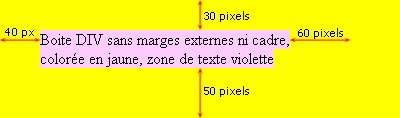 30 pixels
40 px Boite DIV sans marges externes ni cadre, 60 pixels
colorée en jaune, zone de texte violette
50 pixels